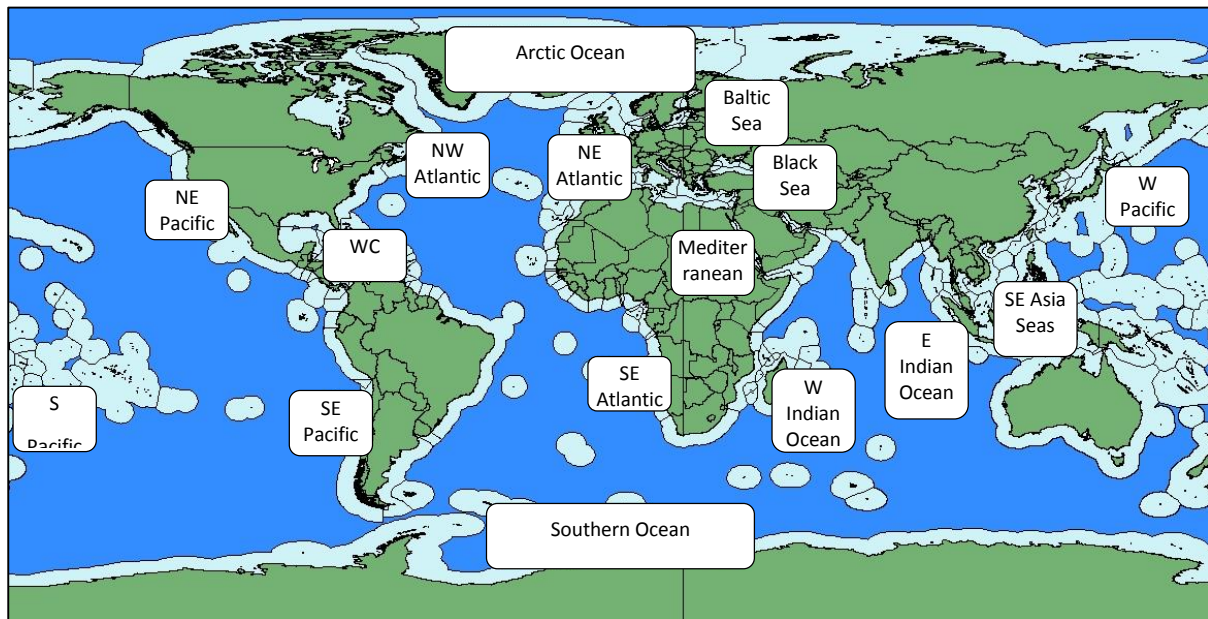 Arctic Ocean
Baltic
Sea
NW
Atlantic
NE
Atlantic
Black
Sea
W
Pacific
NE
Pacific
WC
Mediter
ranean
SE Asia
Seas
E
Indian
Ocean
SE
Atlantic
W
Indian
Ocean
S
Pacific
SE
Pacific
Southern Ocean